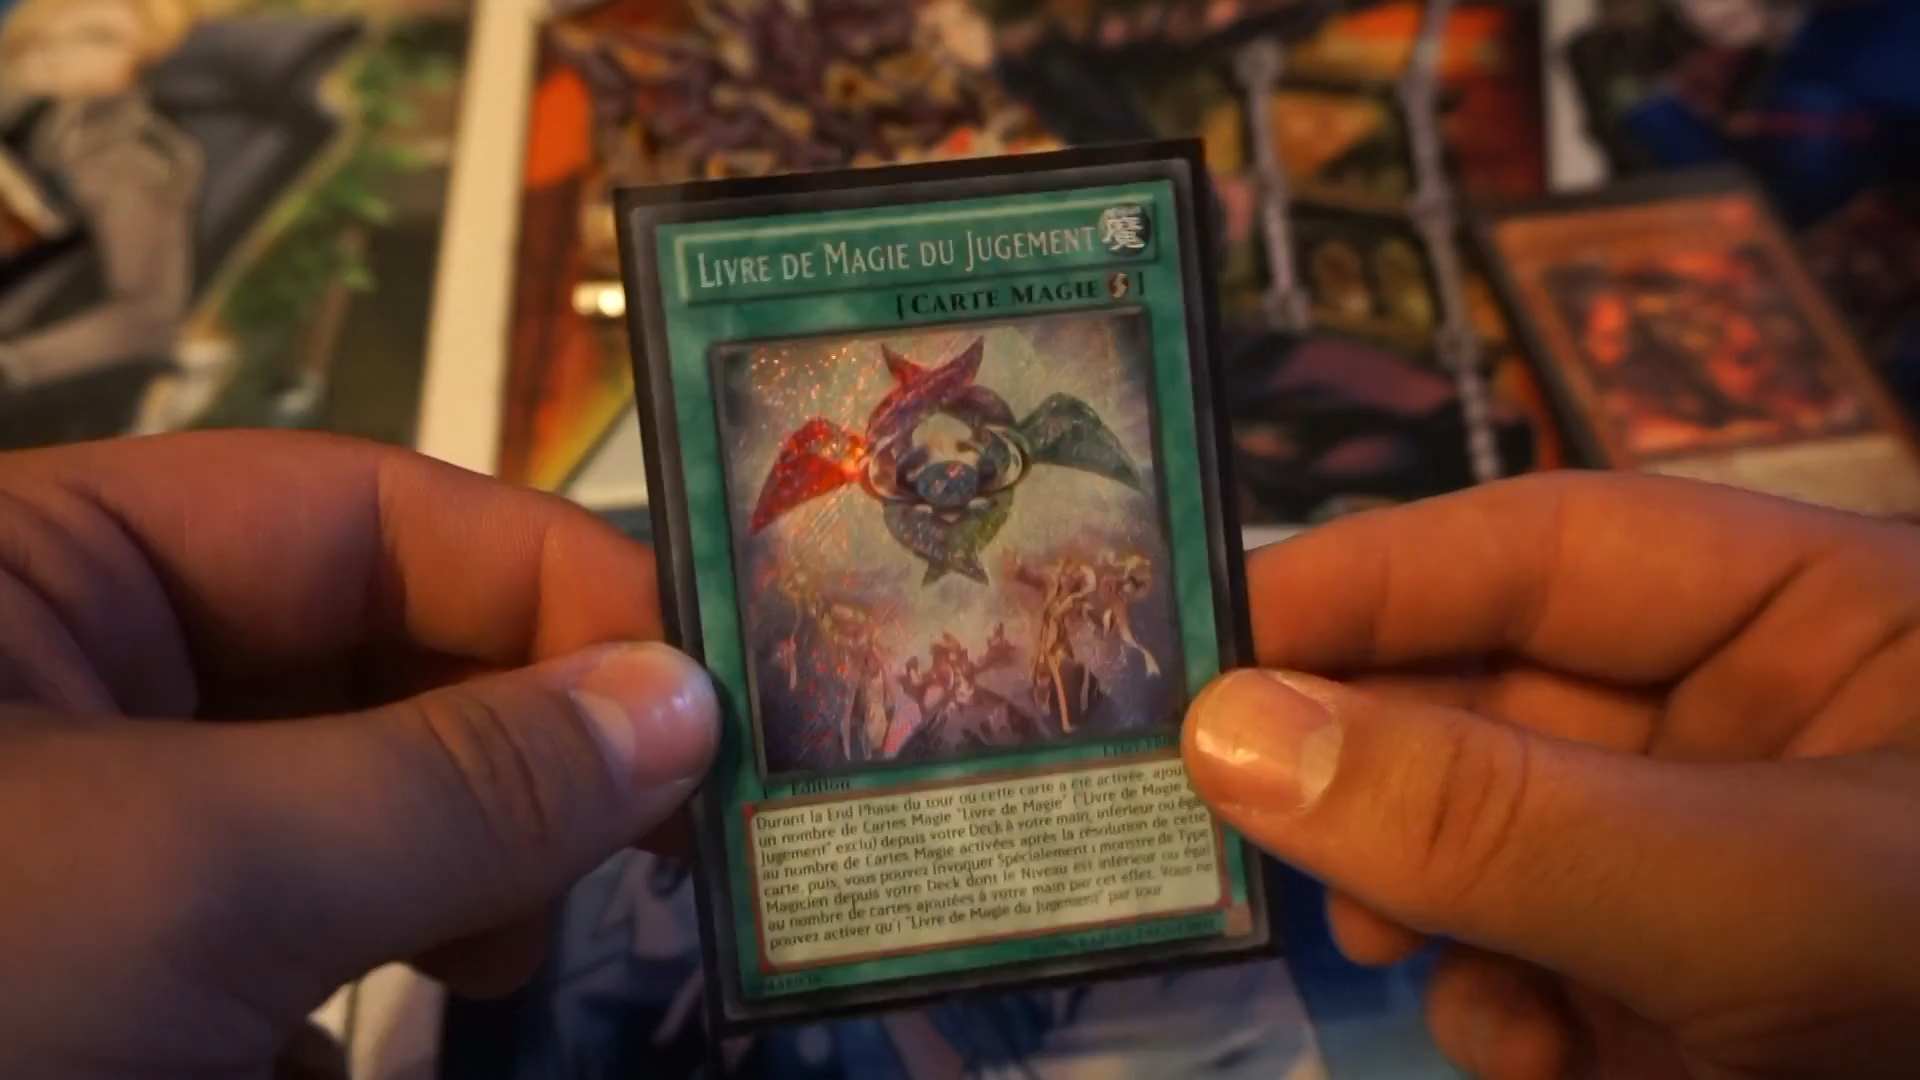 LIVRE DE MAGIE DU JUGEMENT 魔
[CARTE MAGIE ]
Édition
Durant la End Phase du tour où cette carte a été activée, ajou
un nombre de Cartes Magie "Livre de Magie" ("Livre de Magie
Jugement" exclu) depuis votre Deck à votre main, inférieur ou éga
au nombre de Cartes Magie activées après la résolution de cette
carte, puis, vous pouvez Invoquer Spécialement 1 monstre de Type
Magicien depuis votre Deck dont le Niveau est inférieur ou égal
au nombre de cartes ajoutées à votre main par cet effet. Vous ne
pouvez activer qu'1 "Livre de Magie du Jugement" par tour